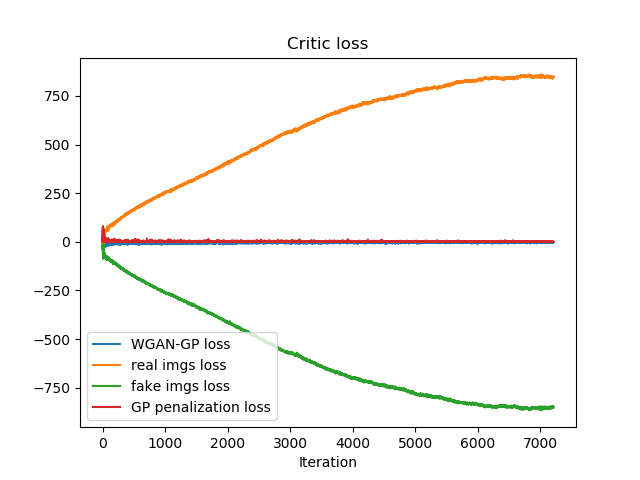 Critic loss
750
500
250
0
−250
−500
−750
WGAN-GP loss
real imgs loss
fake imgs loss
GP penalization loss
0 1000 2000 3000 4000 5000 6000 7000
Iteration